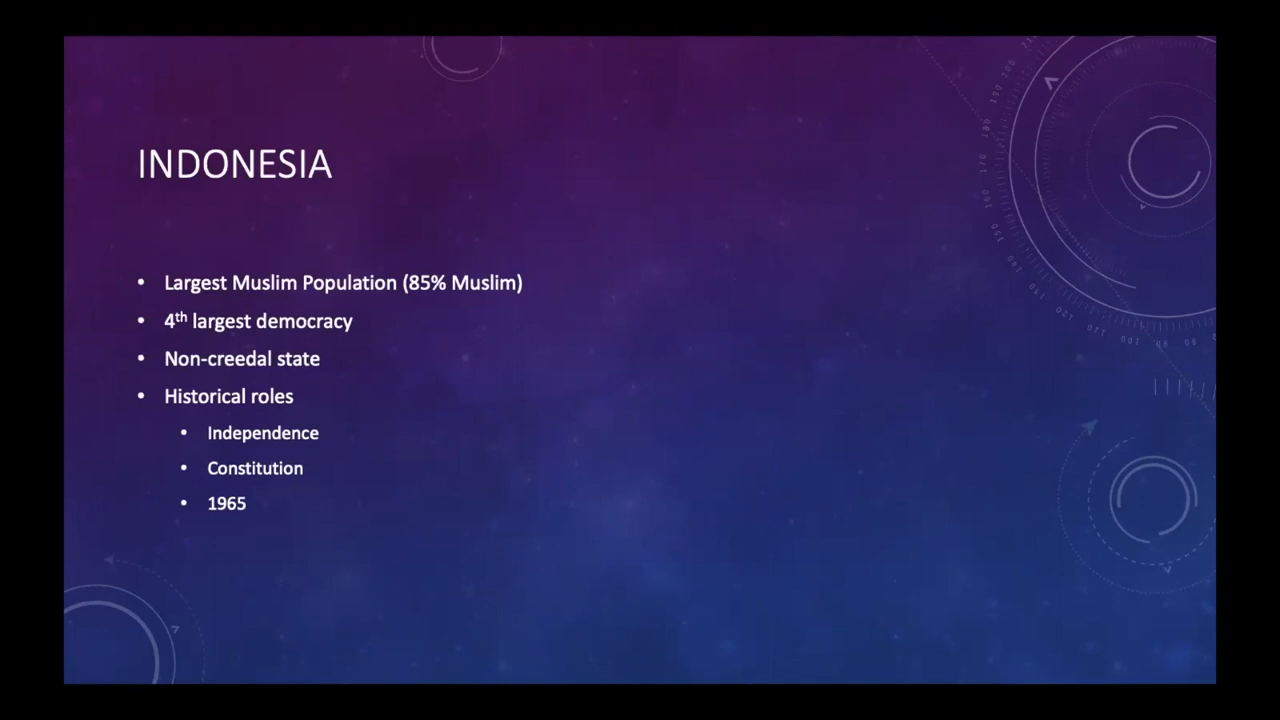 INDONESIA
• Largest Muslim Population (85% Muslim)
• 4th largest democracy
• Non-creedal state
• Historical roles
• Independence
• Constitution
• 1965